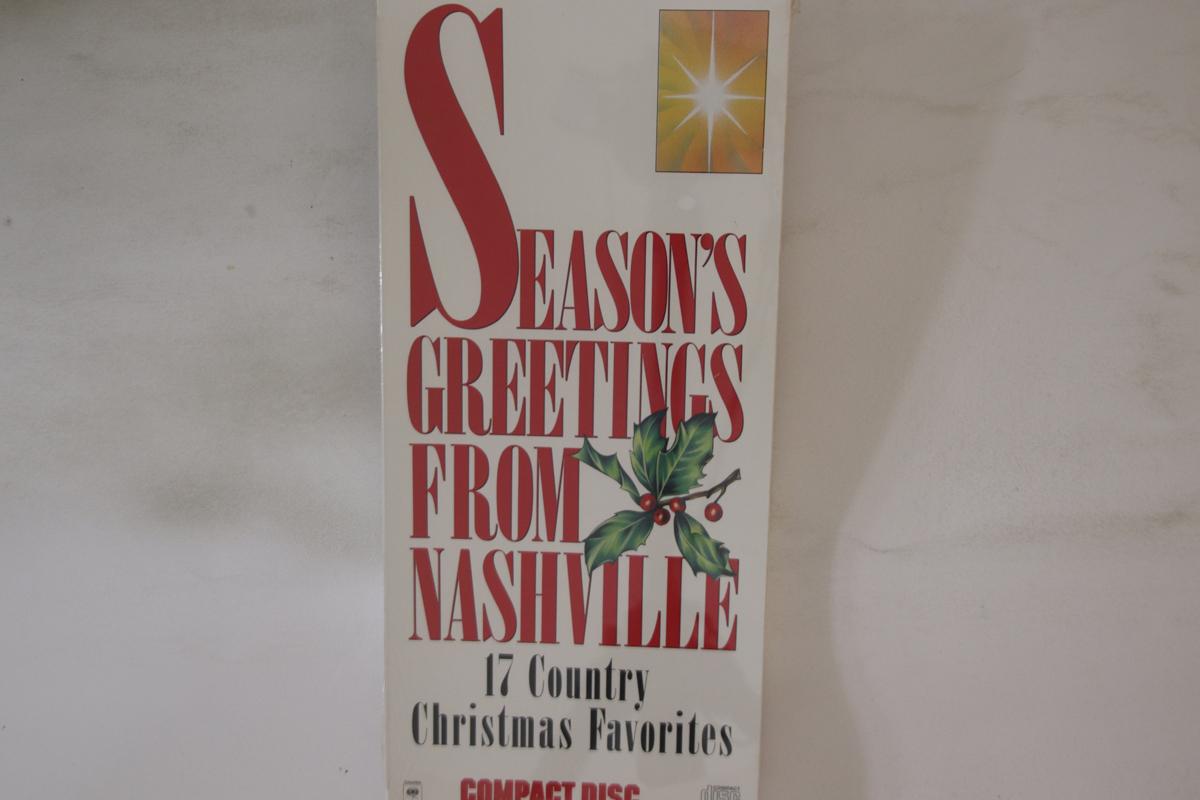 SEASON'S
GREETINGS
FROM
NASHVILLE
17 Country
Christmas Favorites
COMPACT DISC